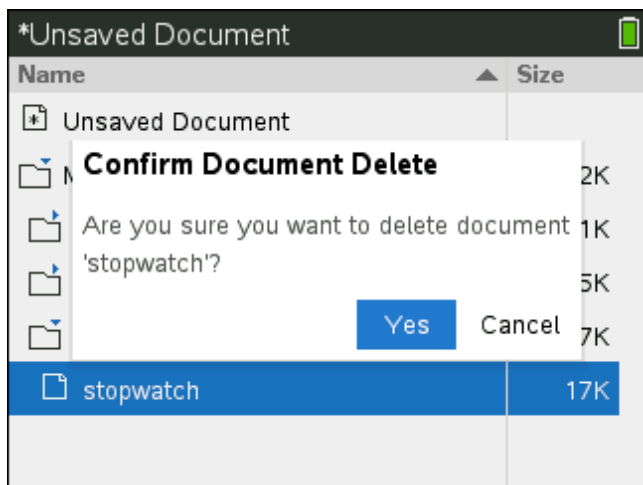 *Unsaved Document
Name Size
* Unsaved Document
Confirm Document Delete
2K
Are you sure you want to delete document
1K
'stopwatch'?
5K
Yes Cancel
7K
stopwatch 17K